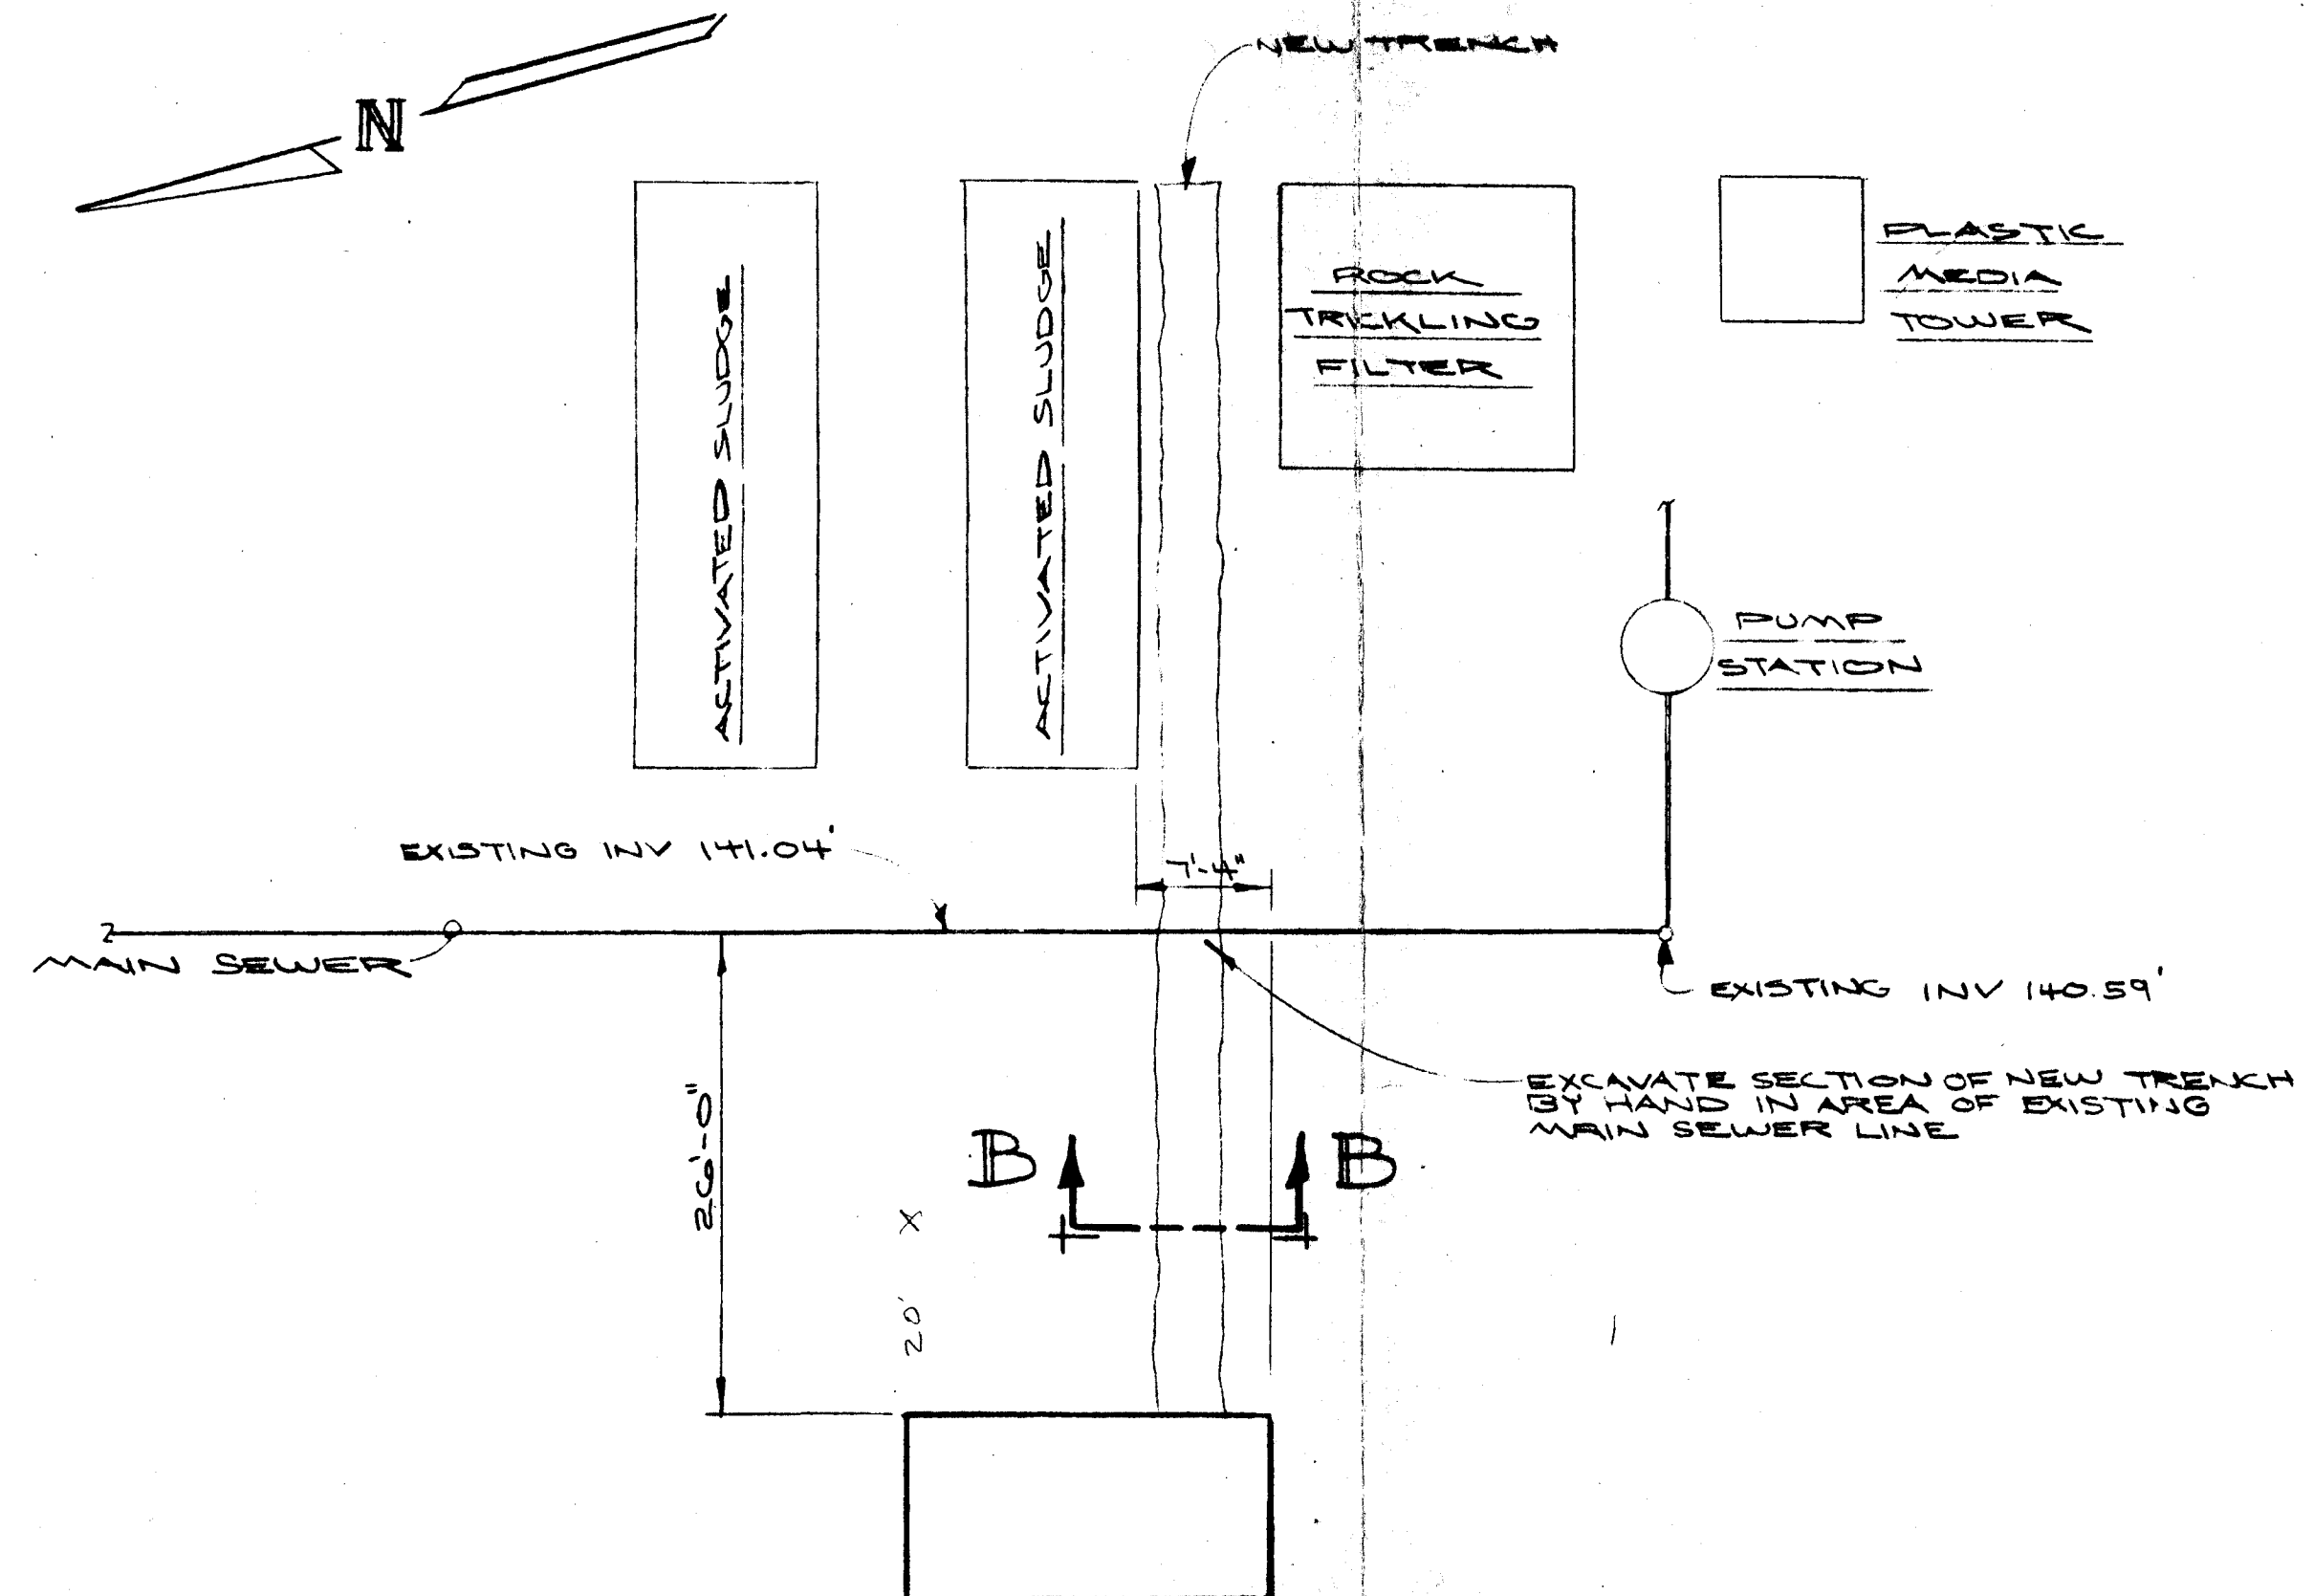 NEW TRENCH
N
ACTIVATED SLUDGE
ACTIVATED SLUDGE
ROCK
TRICKLING
FILTER
PLASTIC
MEDIA
TOWER
PUMP
STATION
EXISTING INV 141.04'
7'-4"
MAIN SEWER
EXISTING INV 140.59'
EXCAVATE SECTION OF NEW TRENCH
BY HAND IN AREA OF EXISTING
MAIN SEWER LINE
26'-0"
B B
20' X